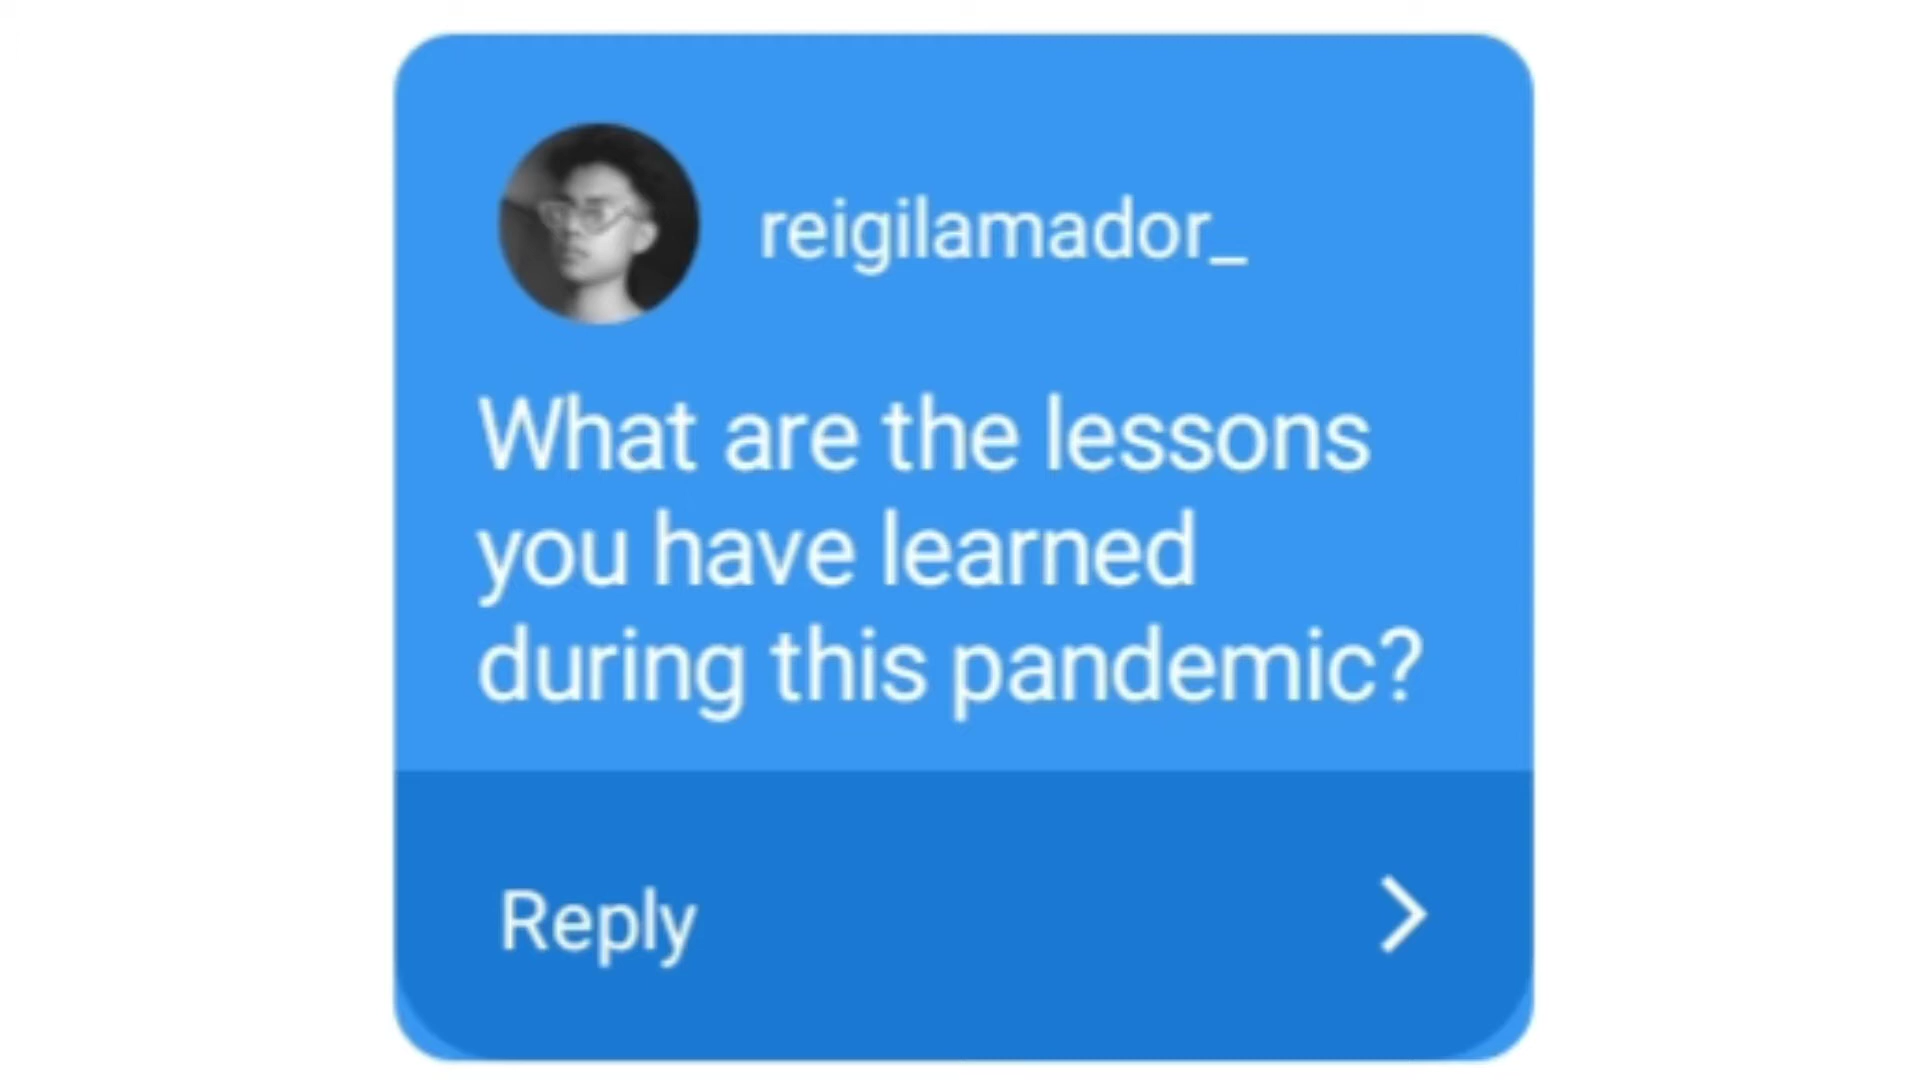 reigilamador_
What are the lessons
you have learned
during this pandemic?
Reply